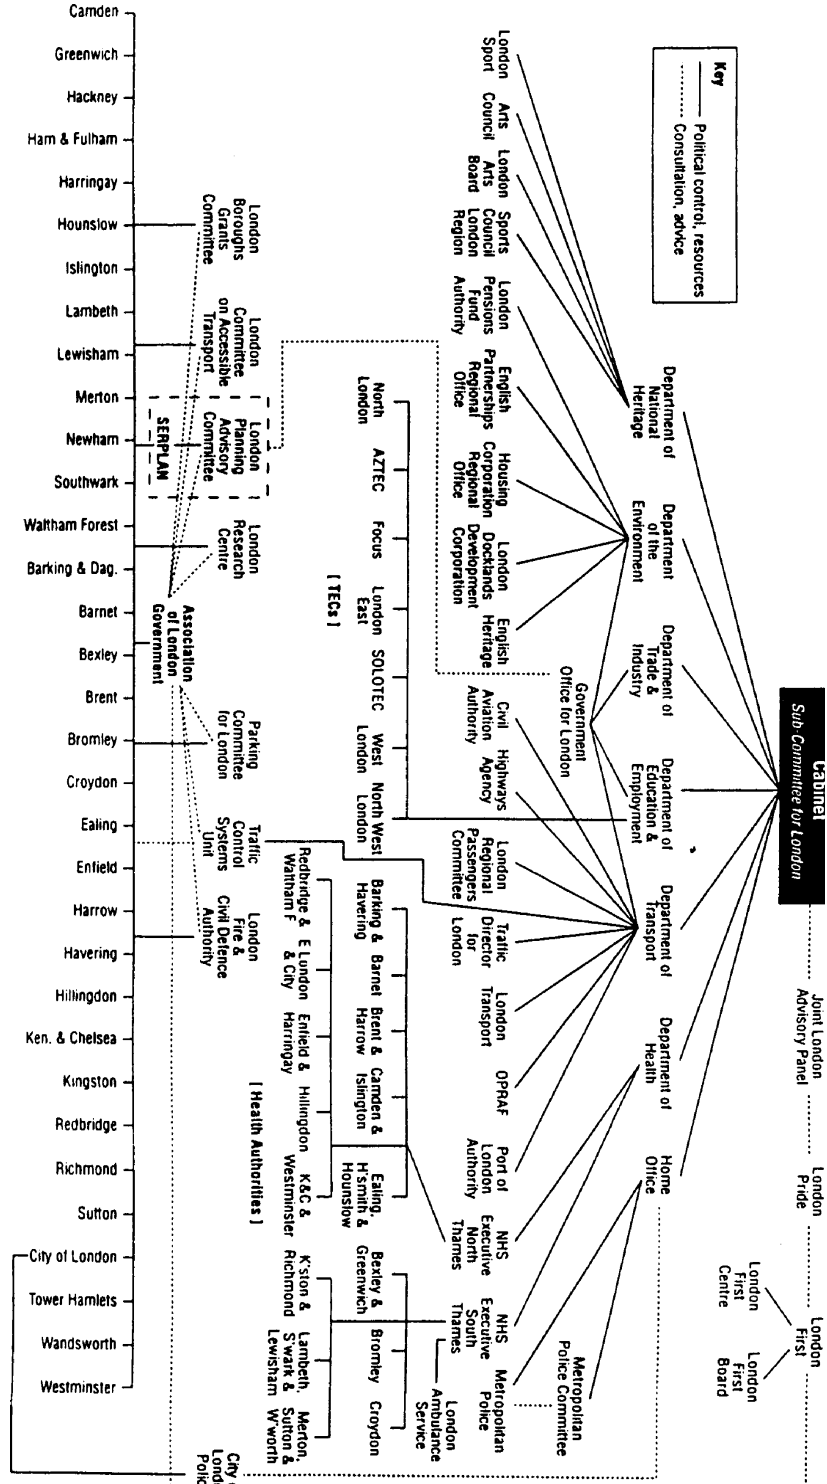 Cabinet
Sub-Committee for London
Joint London
Advisory Panel
London
Pride
London
First
London
First
Centre
London
First
Board
Key
Political control, resources
Consultation, advice
Department of
National
Heritage
Department
of the
Environment
Department of
Trade &
Industry
Department of
Education &
Employment
Department of
Transport
Department of
Health
Home
Office
Government
Office for London
Metropolitan
Police Committee
London
Sport
Arts
Council
London
Arts
Board
Sports
Council
London
Region
London
Pensions
Fund
Authority
English
Partnerships
Regional
Office
Housing
Corporation
Regional
Office
London
Docklands
Development
Corporation
English
Heritage
Civil
Aviation
Authority
Highways
Agency
London
Regional
Passengers
Committee
Traffic
Director
for
London
London
Transport
OPRAF
Port of
London
Authority
NHS
Executive
North
Thames
NHS
Executive
South
Thames
Metropolitan
Police
London
Ambulance
Service
North
London
AZTEC
Focus
London
East
SOLOTEC
West
London
North West
London
[ TECs ]
Barking &
Havering
Barnet
Brent &
Harrow
Camden &
Islington
Ealing,
H'smith &
Hounslow
Bexley &
Greenwich
Bromley
Croydon
Redbridge &
Waltham F
E London
& City
Enfield &
Harringay
Hillingdon
K&C &
Westminster
K'ston &
Richmond
Lambeth,
S'wark &
Lewisham
Merton,
Sutton &
W'worth
[ Health Authorities ]
London
Boroughs
Grants
Committee
London
Committee
on Accessible
Transport
London
Planning
Advisory
Committee
SERPLAN
London
Research
Centre
Association
of London
Government
Parking
Committee
for London
Traffic
Control
Systems
Unit
London
Fire &
Civil Defence
Authority
City
London
Camden
Greenwich
Hackney
Ham & Fulham
Harringay
Hounslow
Islington
Lambeth
Lewisham
Merton
Newham
Southwark
Waltham Forest
Barking & Dag.
Barnet
Bexley
Brent
Bromley
Croydon
Ealing
Enfield
Harrow
Havering
Hillingdon
Ken. & Chelsea
Kingston
Redbridge
Richmond
Sutton
City of London
Tower Hamlets
Wandsworth
Westminster